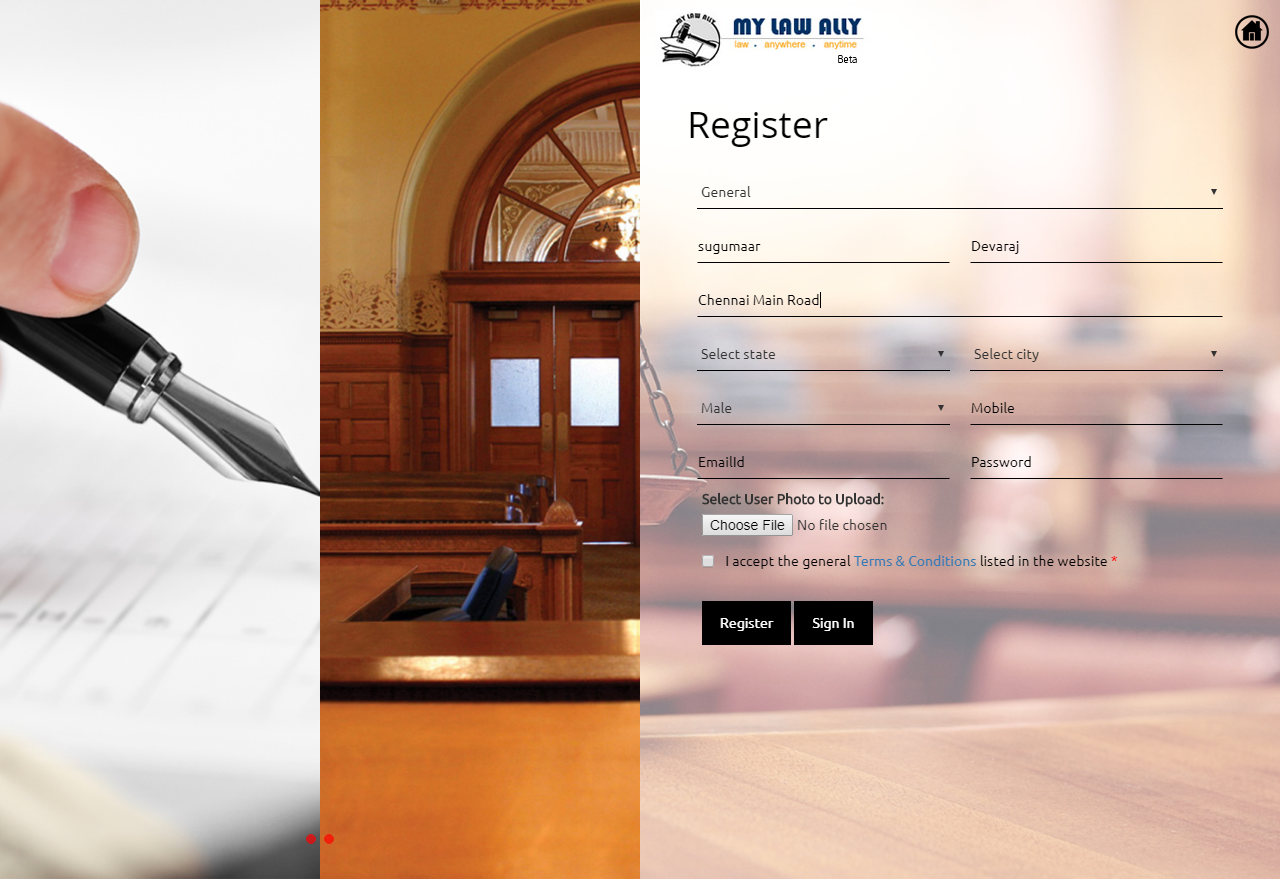 MY LAW ALLY
MY LAW ALLY
law • anywhere • anytime
Beta
Register
General
sugumaar Devaraj
Chennai Main Road
Select state Select city
Male Mobile
EmailId Password
Select User Photo to Upload:
Choose File No file chosen
I accept the general Terms & Conditions listed in the website *
Register Sign In